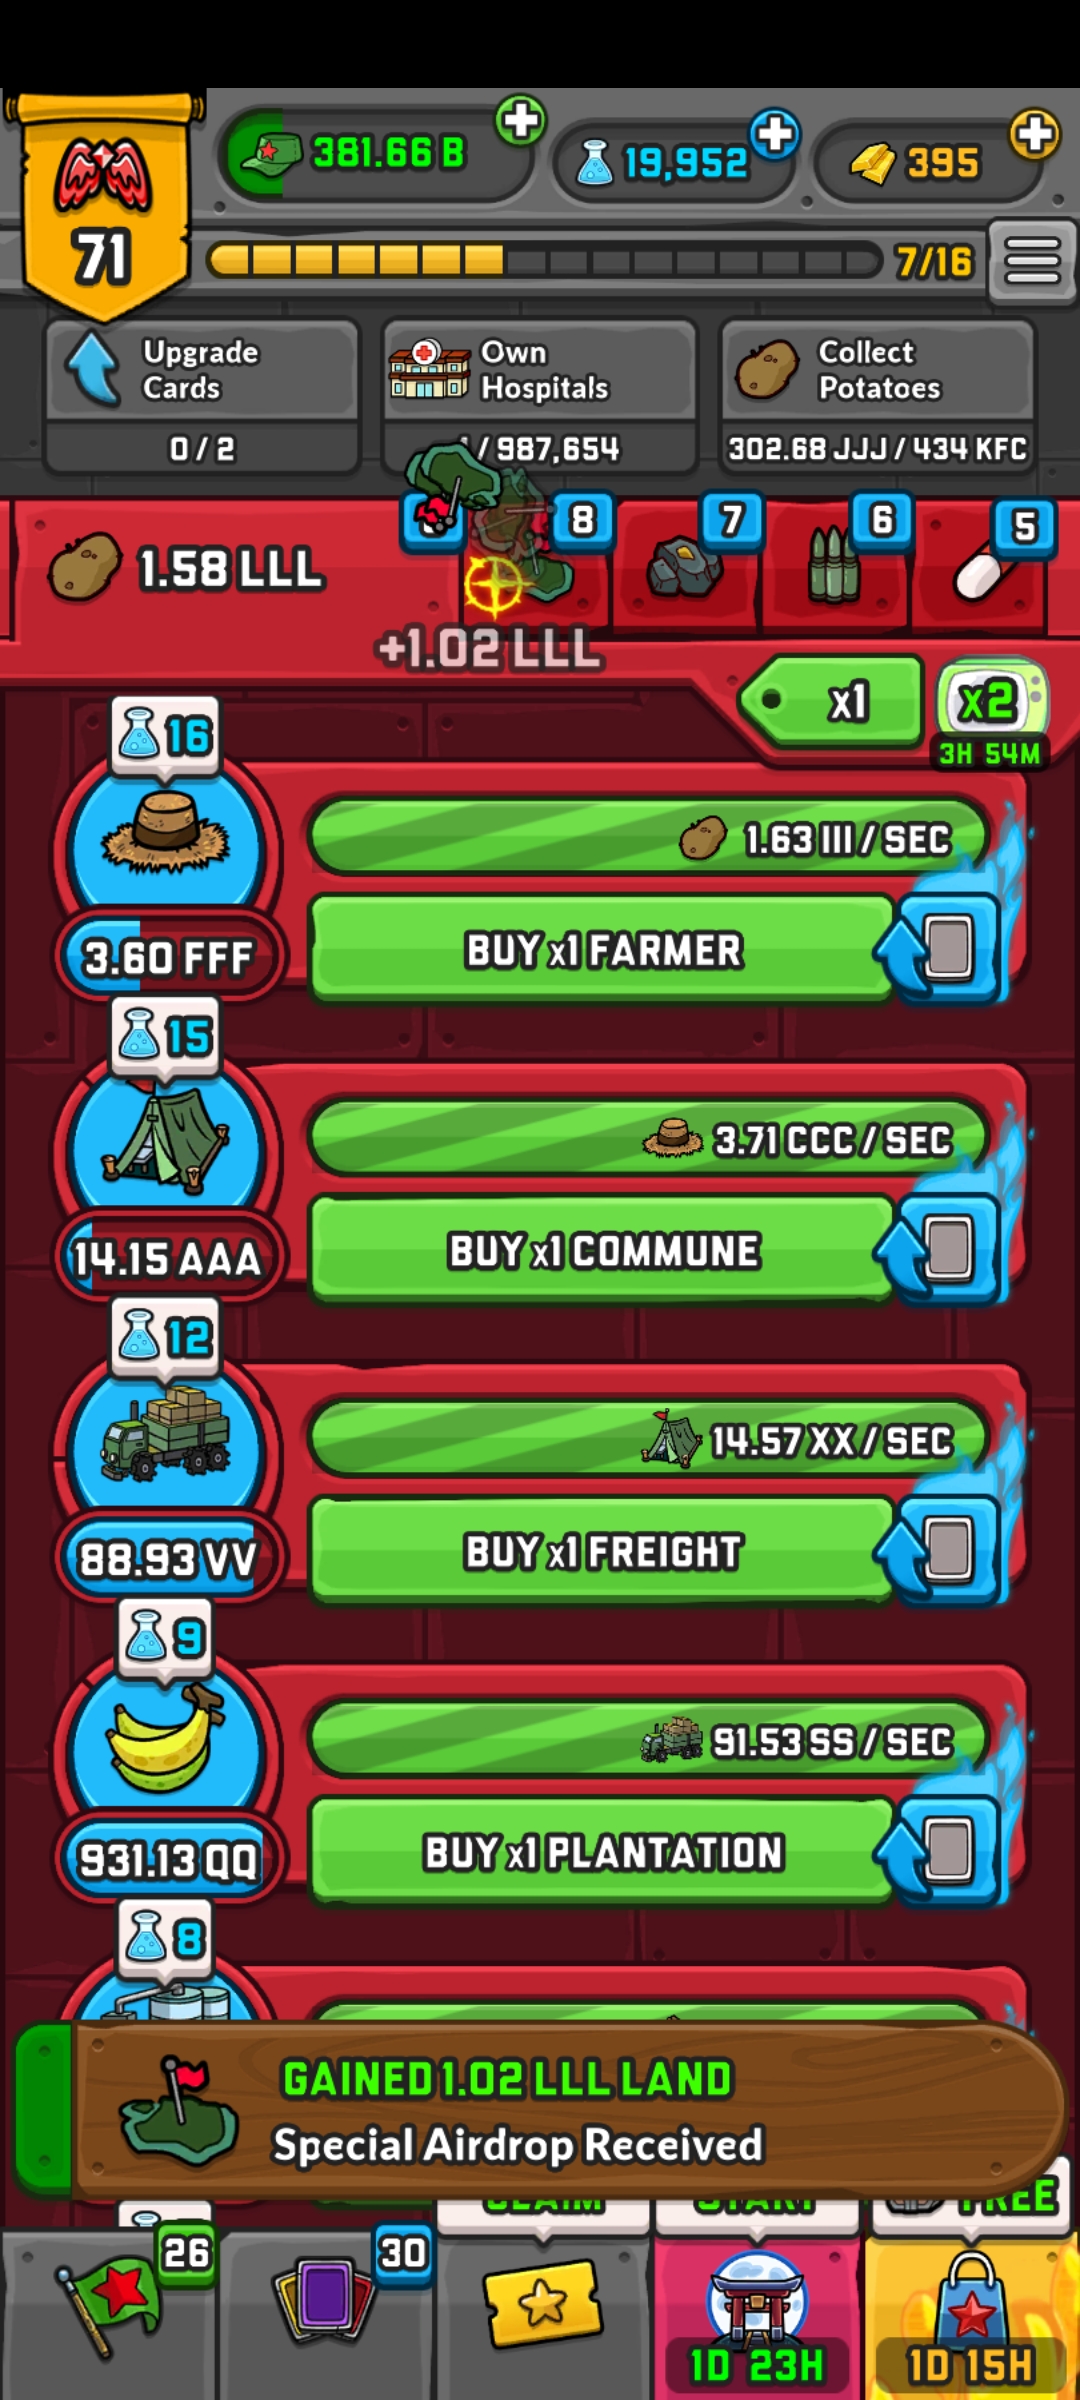 381.66 B
19,952
395
71
7/16
Upgrade
Cards
0 / 2
Own
Hospitals
/ 987,654
Collect
Potatoes
302.68 JJJ / 434 KFC
1.58 LLL
8
7
6
5
+1.02 LLL
x1
x2
3H 54M
16
1.63 III / SEC
BUY x1 FARMER
3.60 FFF
15
3.71 CCC / SEC
BUY x1 COMMUNE
14.15 AAA
12
14.57 XX / SEC
BUY x1 FREIGHT
88.93 VV
9
91.53 SS / SEC
BUY x1 PLANTATION
931.13 QQ
8
GAINED 1.02 LLL LAND
Special Airdrop Received
CLAIM
START
FREE
26
30
1D 23H
1D 15H